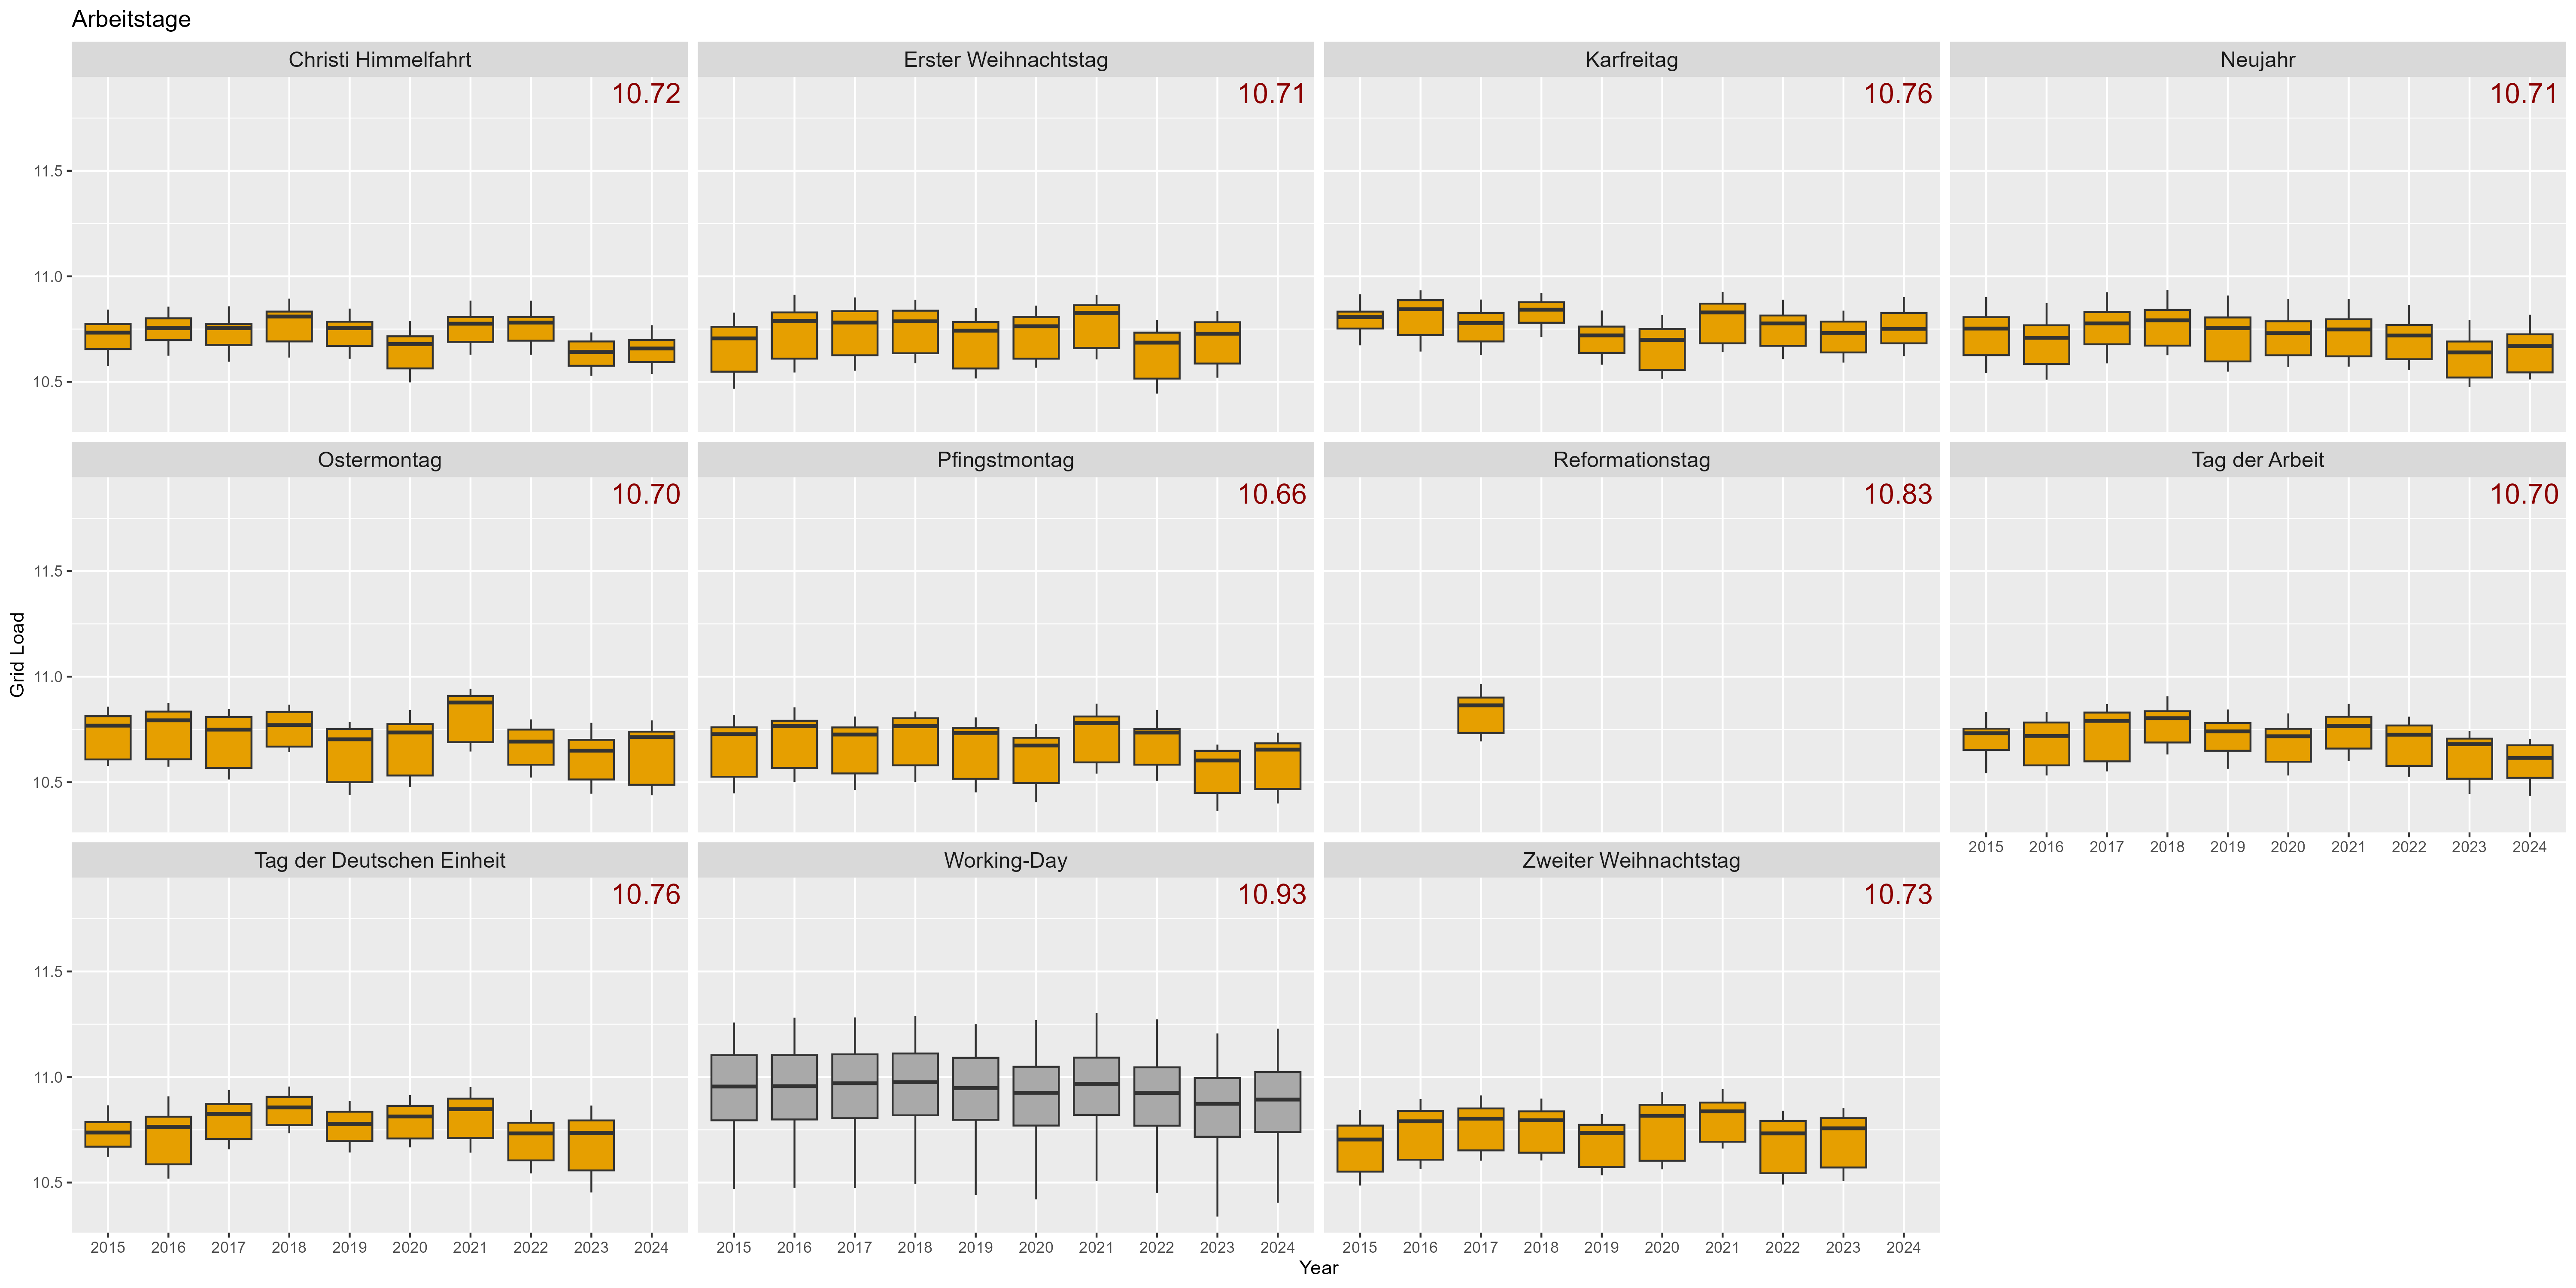 Arbeitstage
Christi Himmelfahrt
Erster Weihnachtstag
Karfreitag
Neujahr
10.72
10.71
10.76
10.71
11.5
11.0
10.5
Ostermontag
Pfingstmontag
Reformationstag
Tag der Arbeit
10.70
10.66
10.83
10.70
11.5
11.0
10.5
Grid Load
2015 2016 2017 2018 2019 2020 2021 2022 2023 2024
Tag der Deutschen Einheit
Working-Day
Zweiter Weihnachtstag
10.76
10.93
10.73
11.5
11.0
10.5
2015 2016 2017 2018 2019 2020 2021 2022 2023 2024
2015 2016 2017 2018 2019 2020 2021 2022 2023 2024
2015 2016 2017 2018 2019 2020 2021 2022 2023 2024
Year